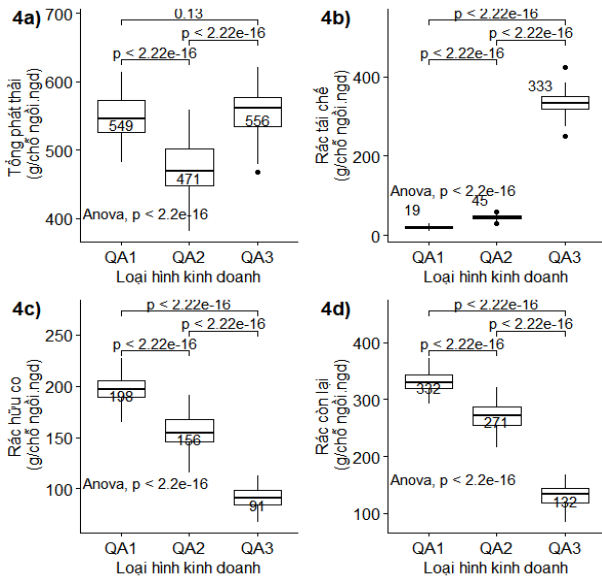 4a)
700
0.13
p < 2.22e-16
p < 2.22e-16
600
500
400
549
471
556
Anova, p < 2.2e-16
Tổng phát thải
(g/chỗ ngồi.ngd)
QA1 QA2 QA3
Loại hình kinh doanh
4b)
p < 2.22e-16
p < 2.22e-16
p < 2.22e-16
400
200
0
333
Anova, p < 2.2e-16
19
45
Rác tái chế
(g/chỗ ngồi.ngd)
QA1 QA2 QA3
Loại hình kinh doanh
4c)
p < 2.22e-16
p < 2.22e-16
p < 2.22e-16
250
200
150
100
198
156
91
Anova, p < 2.2e-16
Rác hữu cơ
(g/chỗ ngồi.ngd)
QA1 QA2 QA3
Loại hình kinh doanh
4d)
p < 2.22e-16
p < 2.22e-16
p < 2.22e-16
400
300
200
100
332
271
132
Anova, p < 2.2e-16
Rác còn lại
(g/chỗ ngồi.ngd)
QA1 QA2 QA3
Loại hình kinh doanh